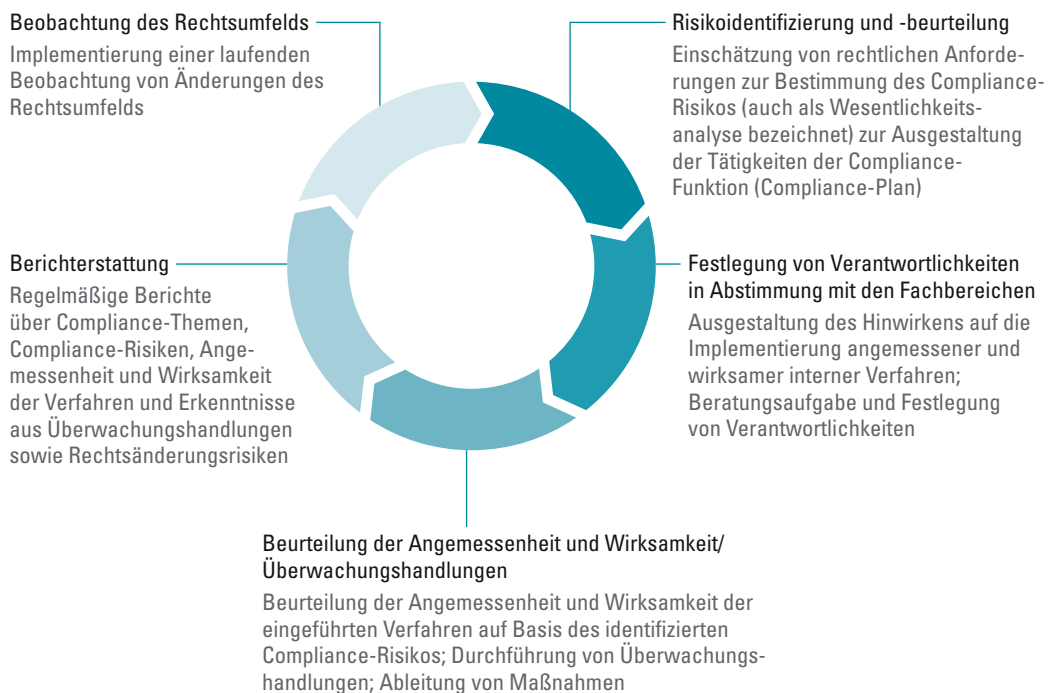 Beobachtung des Rechtsumfelds
Implementierung einer laufenden
Beobachtung von Änderungen des
Rechtsumfelds
Risikoidentifizierung und -beurteilung
Einschätzung von rechtlichen Anforde-
rungen zur Bestimmung des Compliance-
Risikos (auch als Wesentlichkeits-
analyse bezeichnet) zur Ausgestaltung
der Tätigkeiten der Compliance-
Funktion (Compliance-Plan)
Berichterstattung
Regelmäßige Berichte
über Compliance-Themen,
Compliance-Risiken, Ange-
messenheit und Wirksamkeit
der Verfahren und Erkenntnisse
aus Überwachungshandlungen
sowie Rechtsänderungsrisiken
Festlegung von Verantwortlichkeiten
in Abstimmung mit den Fachbereichen
Ausgestaltung des Hinwirkens auf die
Implementierung angemessener und
wirksamer interner Verfahren;
Beratungsaufgabe und Festlegung
von Verantwortlichkeiten
Beurteilung der Angemessenheit und Wirksamkeit/
Überwachungshandlungen
Beurteilung der Angemessenheit und Wirksamkeit der
eingeführten Verfahren auf Basis des identifizierten
Compliance-Risikos; Durchführung von Überwachungs-
handlungen; Ableitung von Maßnahmen